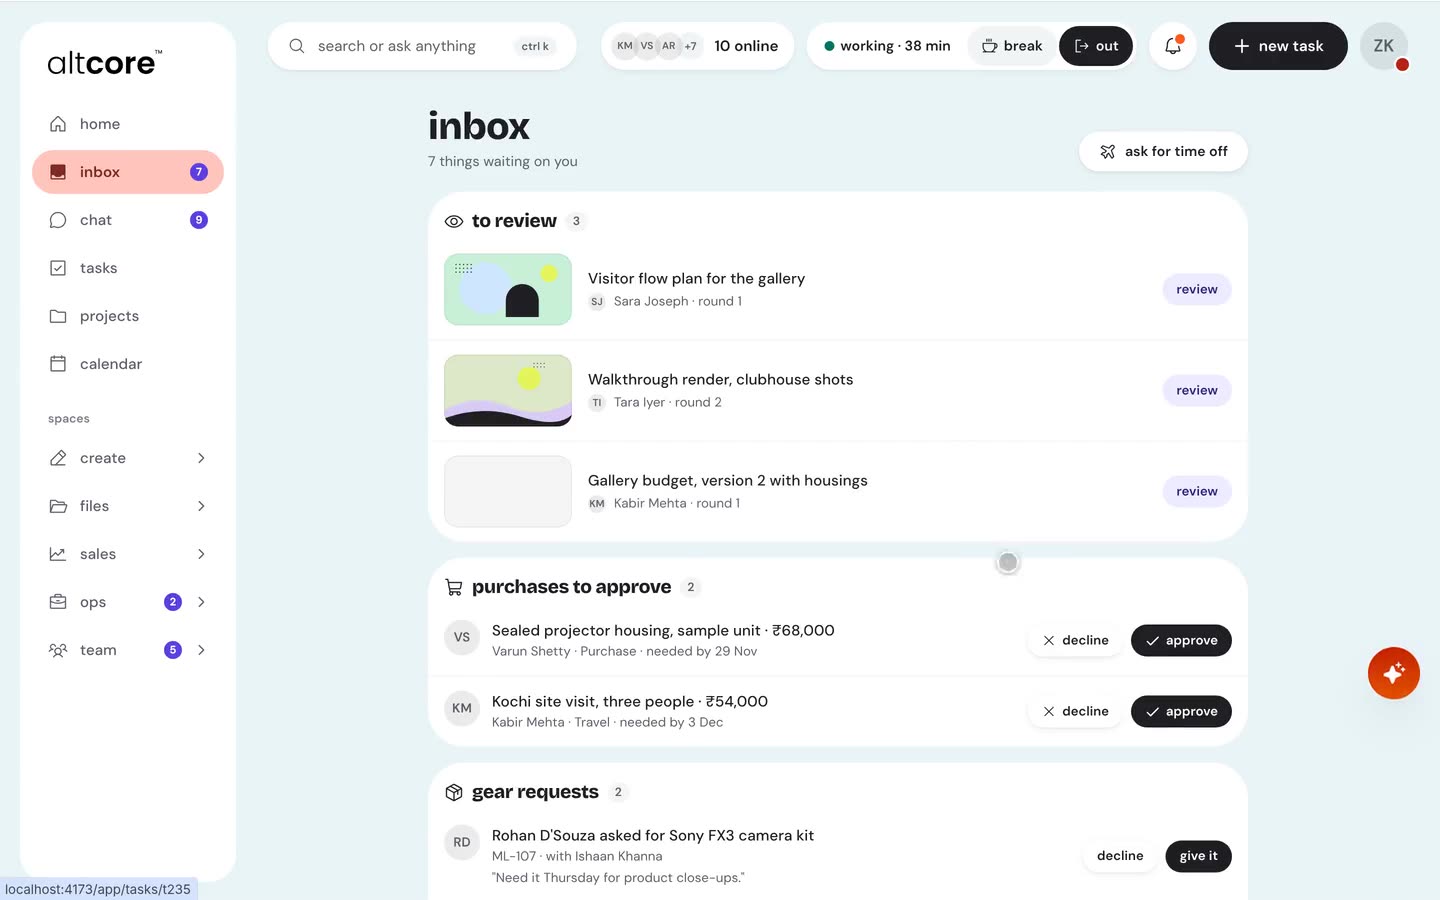 altcore™
search or ask anything
ctrl k
KM VS AR +7 10 online
working · 38 min
break
out
new task
ZK
home
inbox 7
chat 9
tasks
projects
calendar
spaces
create
files
sales
ops 2
team 5
inbox
7 things waiting on you
ask for time off
to review 3
Visitor flow plan for the gallery
SJ Sara Joseph · round 1
review
Walkthrough render, clubhouse shots
TI Tara Iyer · round 2
review
Gallery budget, version 2 with housings
KM Kabir Mehta · round 1
review
purchases to approve 2
VS
Sealed projector housing, sample unit · ₹68,000
Varun Shetty · Purchase · needed by 29 Nov
decline
approve
KM
Kochi site visit, three people · ₹54,000
Kabir Mehta · Travel · needed by 3 Dec
decline
approve
gear requests 2
RD
Rohan D'Souza asked for Sony FX3 camera kit
ML-107 · with Ishaan Khanna
"Need it Thursday for product close-ups."
decline
give it
localhost:4173/app/tasks/t235